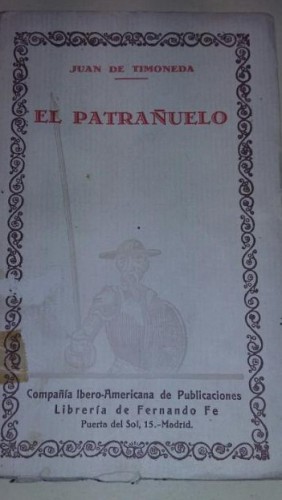 JUAN DE TIMONEDA
EL PATRAÑUELO
Compañía Ibero-Americana de Publicaciones
Librería de Fernando Fe
Puerta del Sol, 15.-Madrid.